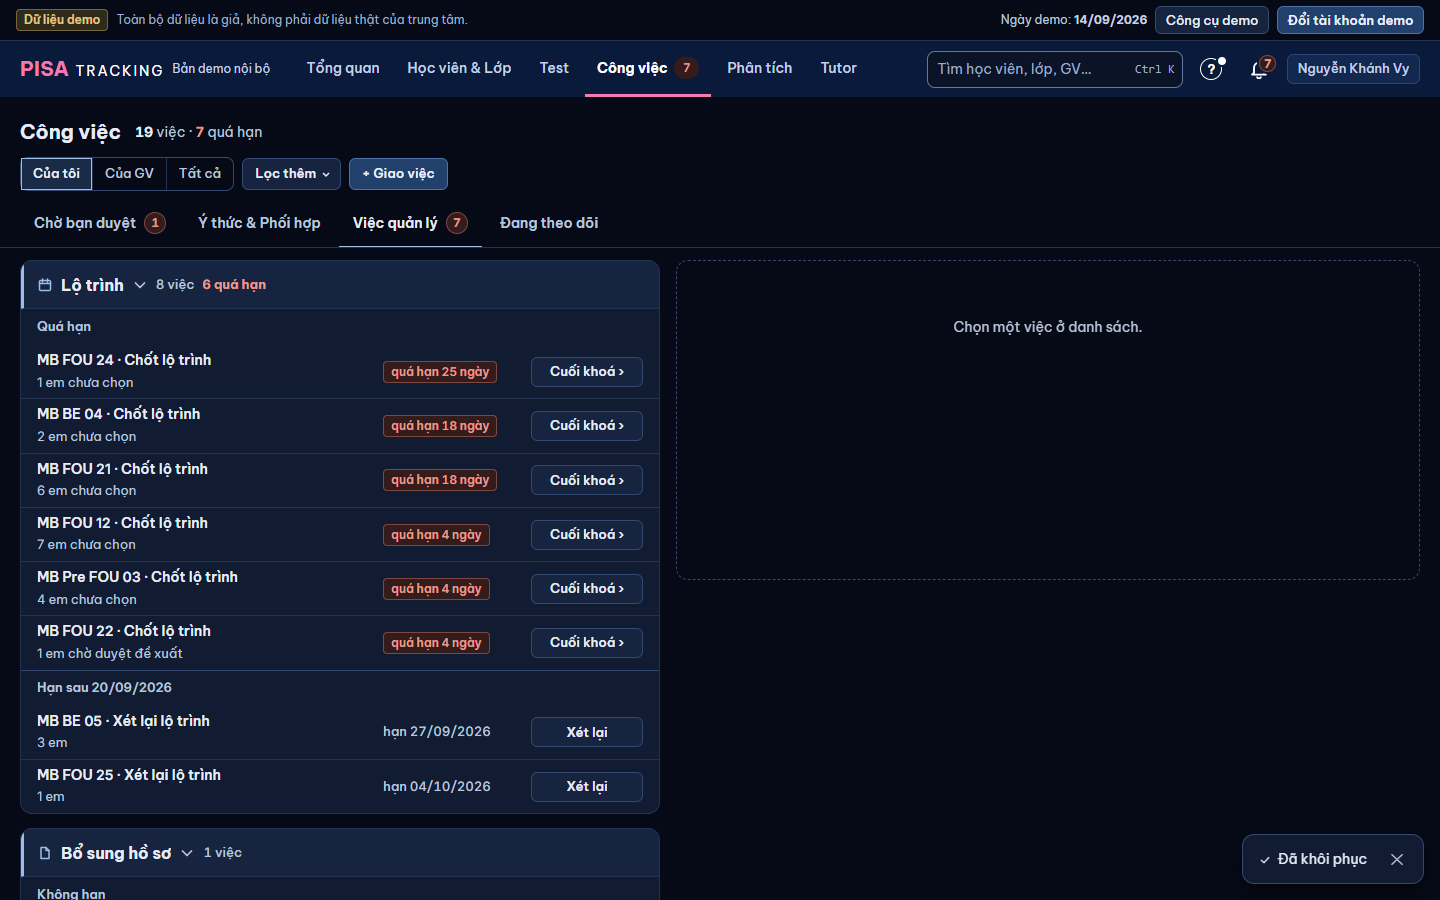 Dữ liệu demo Toàn bộ dữ liệu là giả, không phải dữ liệu thật của trung tâm. Ngày demo: 14/09/2026 Công cụ demo Đổi tài khoản demo
PISA TRACKING Bản demo nội bộ Tổng quan Học viên & Lớp Test Công việc 7 Phân tích Tutor Tìm học viên, lớp, GV... Ctrl K ? 7 Nguyễn Khánh Vy
Công việc 19 việc · 7 quá hạn
Của tôi Của GV Tất cả Lọc thêm + Giao việc
Chờ bạn duyệt 1 Ý thức & Phối hợp Việc quản lý 7 Đang theo dõi
Lộ trình 8 việc 6 quá hạn
Quá hạn
MB FOU 24 · Chốt lộ trình
1 em chưa chọn
quá hạn 25 ngày Cuối khoá ›
MB BE 04 · Chốt lộ trình
2 em chưa chọn
quá hạn 18 ngày Cuối khoá ›
MB FOU 21 · Chốt lộ trình
6 em chưa chọn
quá hạn 18 ngày Cuối khoá ›
MB FOU 12 · Chốt lộ trình
7 em chưa chọn
quá hạn 4 ngày Cuối khoá ›
MB Pre FOU 03 · Chốt lộ trình
4 em chưa chọn
quá hạn 4 ngày Cuối khoá ›
MB FOU 22 · Chốt lộ trình
1 em chờ duyệt đề xuất
quá hạn 4 ngày Cuối khoá ›
Hạn sau 20/09/2026
MB BE 05 · Xét lại lộ trình
3 em
hạn 27/09/2026 Xét lại
MB FOU 25 · Xét lại lộ trình
1 em
hạn 04/10/2026 Xét lại
Bổ sung hồ sơ 1 việc
Không hạn
Chọn một việc ở danh sách.
Đã khôi phục